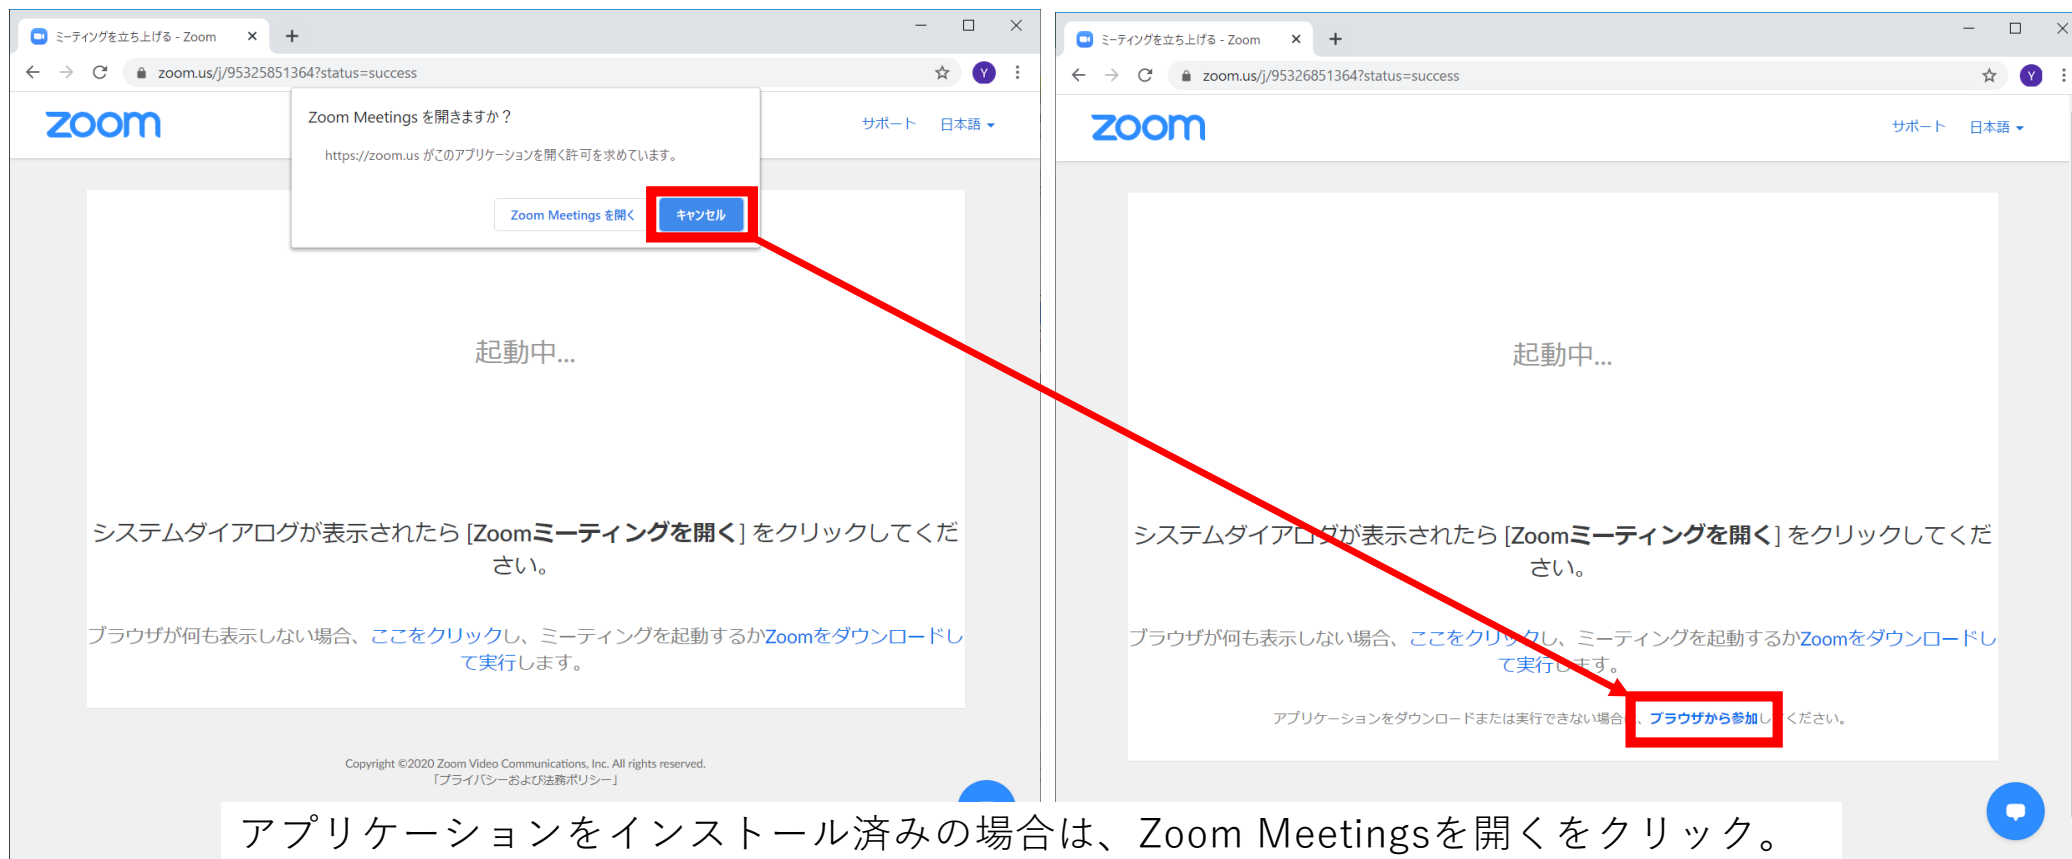 ミーティングを立ち上げる - Zoom
zoom.us/j/95325851364?status=success
Y
zoom
サポート 日本語
Zoom Meetings を開きますか？
https://zoom.us がこのアプリケーションを開く許可を求めています。
Zoom Meetings を開く キャンセル
起動中...
システムダイアログが表示されたら [Zoomミーティングを開く] をクリックしてくだ
さい。
ブラウザが何も表示しない場合、ここをクリックし、ミーティングを起動するかZoomをダウンロードし
て実行します。
Copyright ©2020 Zoom Video Communications, Inc. All rights reserved.
「プライバシーおよび法務ポリシー」
ミーティングを立ち上げる - Zoom
zoom.us/j/95326851364?status=success
Y
zoom
サポート 日本語
起動中...
システムダイアログが表示されたら [Zoomミーティングを開く] をクリックしてくだ
さい。
ブラウザが何も表示しない場合、ここをクリックし、ミーティングを起動するかZoomをダウンロードし
て実行します。
アプリケーションをダウンロードまたは実行できない場合は、ブラウザから参加してください。
アプリケーションをインストール済みの場合は、Zoom Meetingsを開くをクリック。